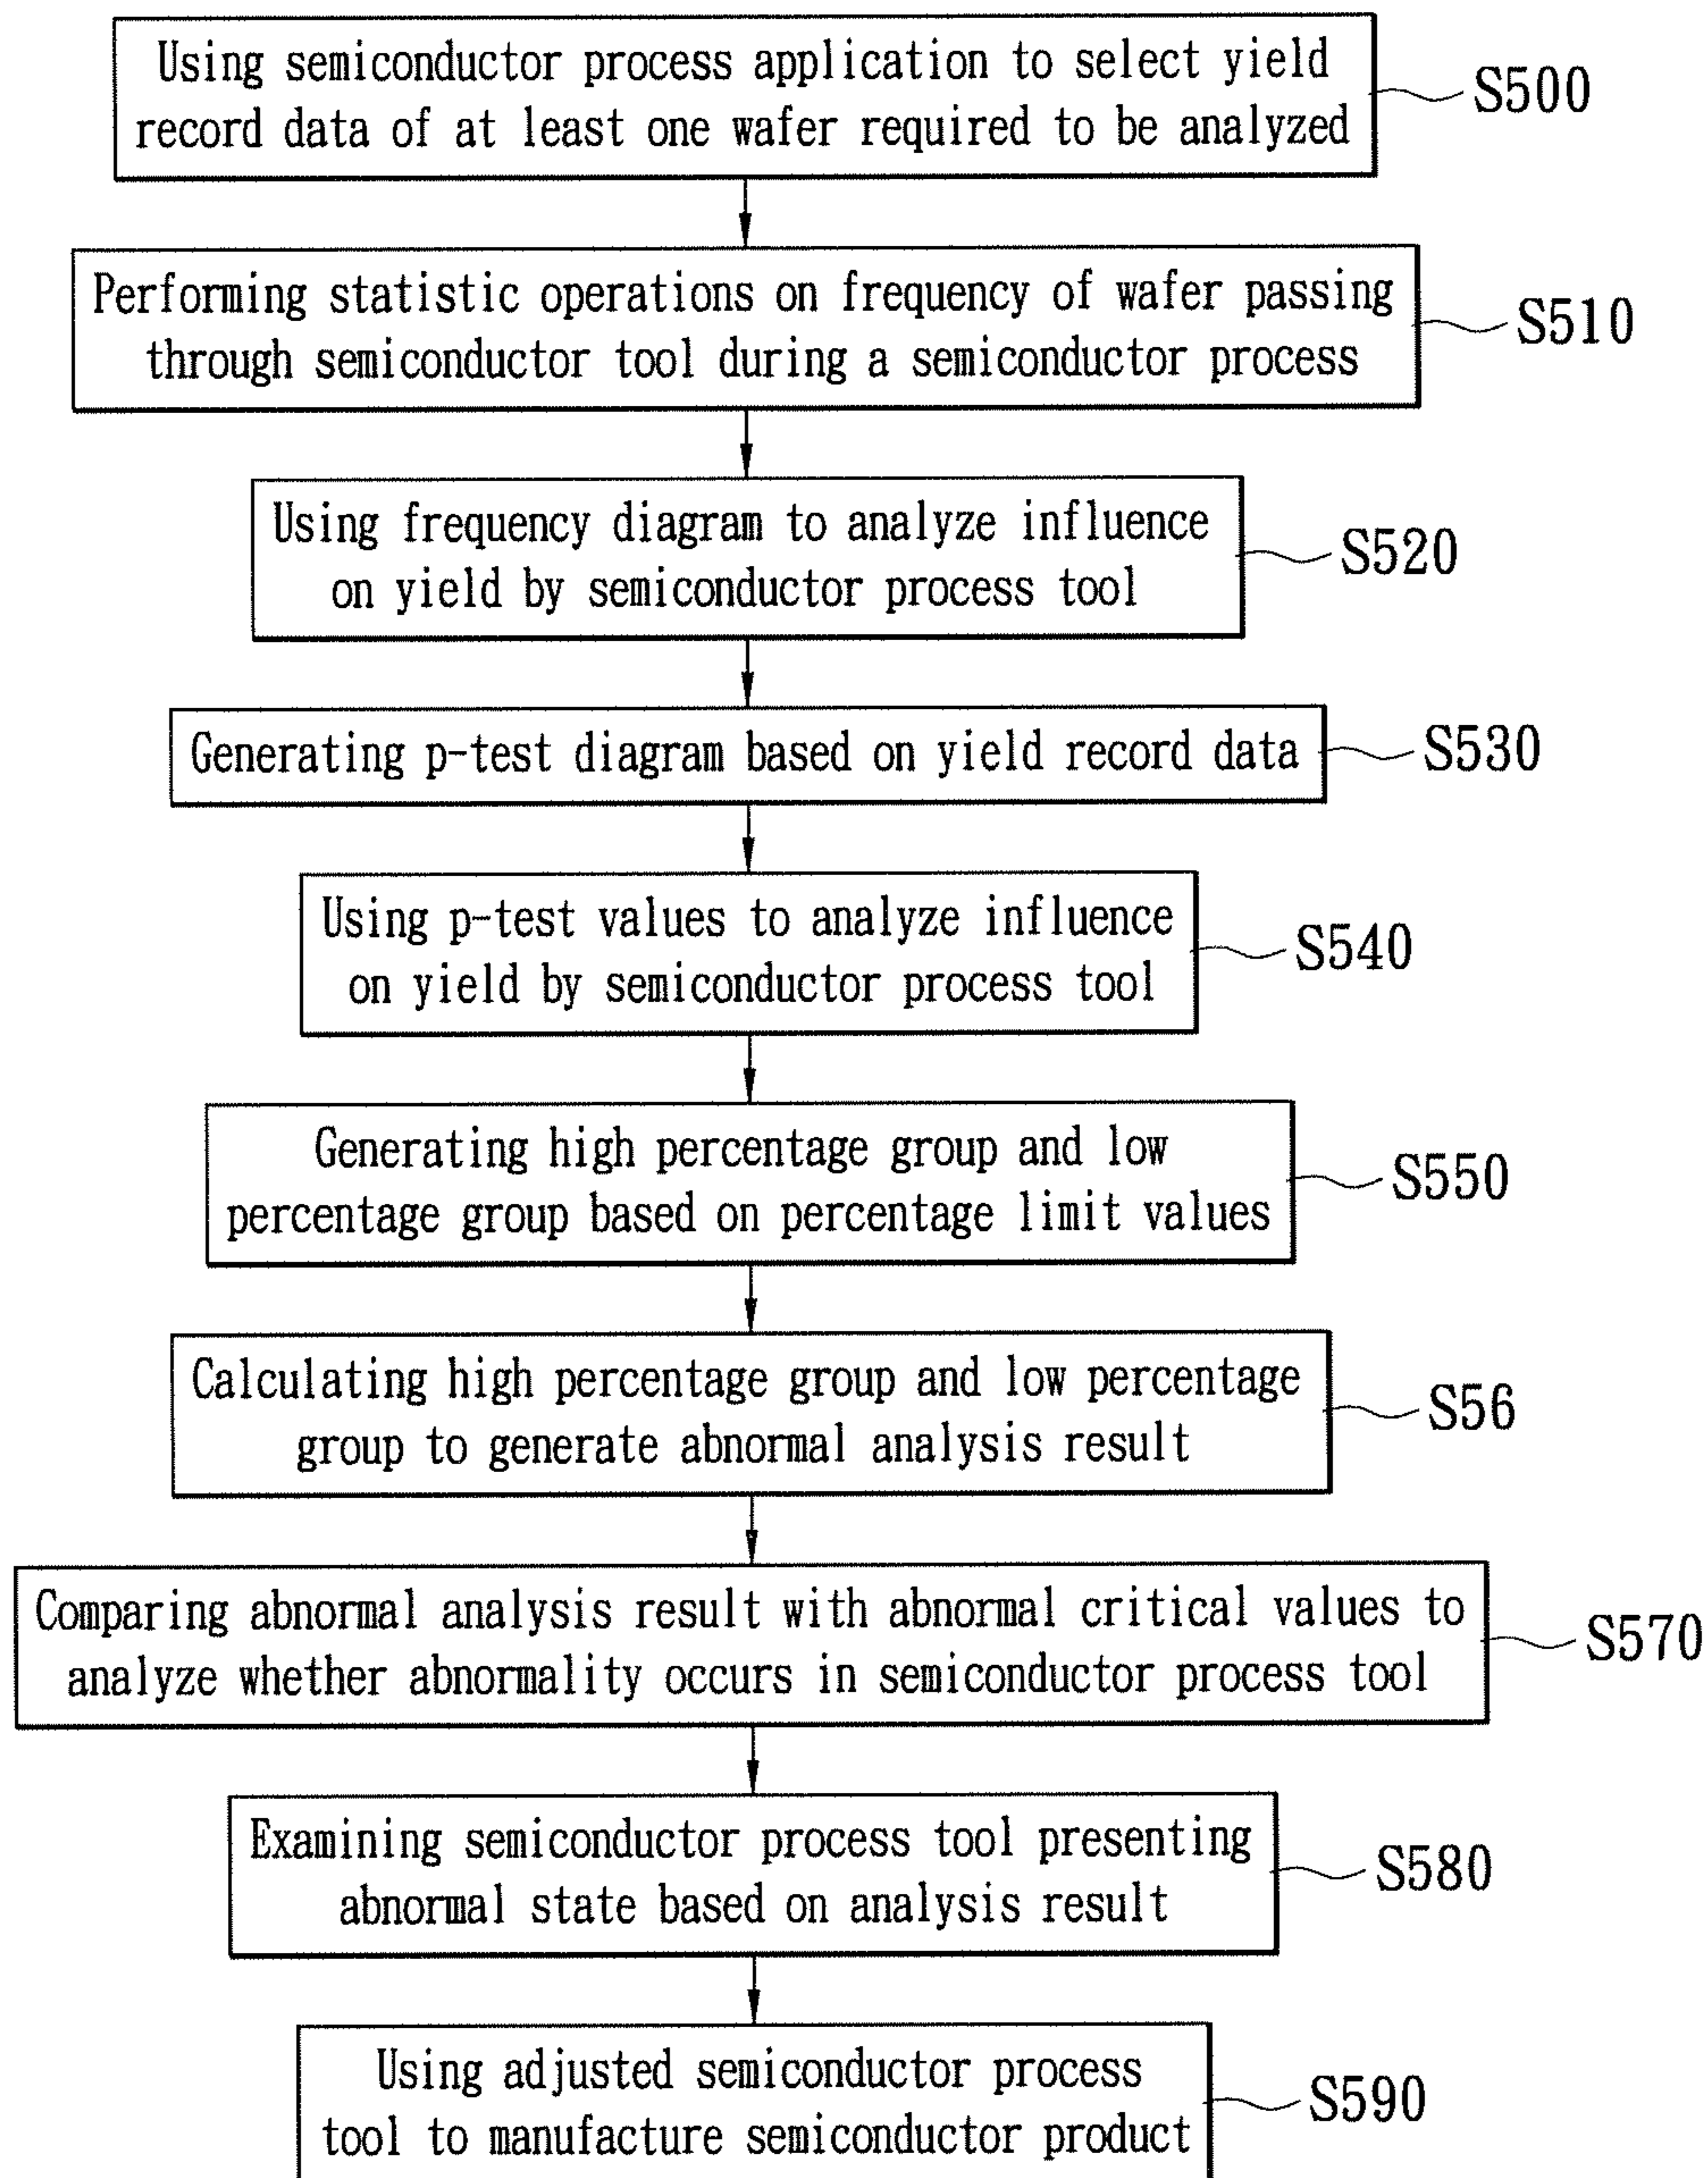 Using semiconductor process application to select yield
record data of at least one wafer required to be analyzed
S500
Performing statistic operations on frequency of wafer passing
through semiconductor tool during a semiconductor process
S510
Using frequency diagram to analyze influence
on yield by semiconductor process tool
S520
Generating p-test diagram based on yield record data
S530
Using p-test values to analyze influence
on yield by semiconductor process tool
S540
Generating high percentage group and low
percentage group based on percentage limit values
S550
Calculating high percentage group and low percentage
group to generate abnormal analysis result
S56
Comparing abnormal analysis result with abnormal critical values to
analyze whether abnormality occurs in semiconductor process tool
S570
Examining semiconductor process tool presenting
abnormal state based on analysis result
S580
Using adjusted semiconductor process
tool to manufacture semiconductor product
S590